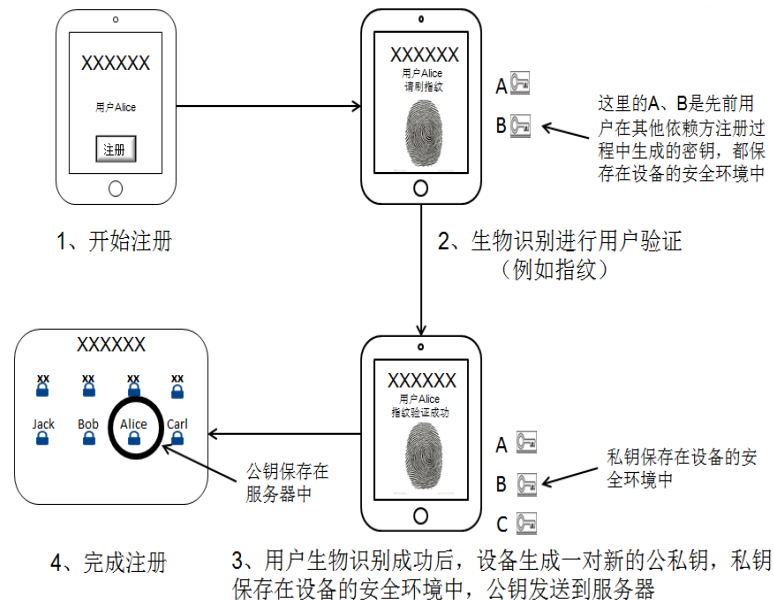 XXXXXX
用户Alice
注册
1、开始注册
XXXXXX
用户Alice
请刷指纹
A
B
这里的A、B是先前用
户在其他依赖方注册过
程中生成的密钥，都保
存在设备的安全环境中
2、生物识别进行用户验证
（例如指纹）
XXXXXX
用户Alice
指纹验证成功
A
B
C
私钥保存在设备的安
全环境中
3、用户生物识别成功后，设备生成一对新的公私钥，私钥
保存在设备的安全环境中，公钥发送到服务器
XXXXXX
xx xx xx xx
Jack Bob Alice Carl
公钥保存在
服务器中
4、完成注册